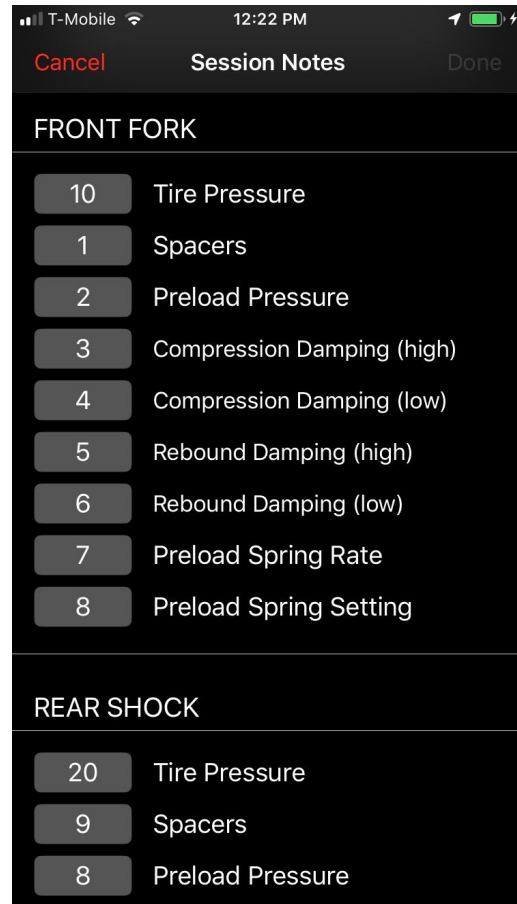 T-Mobile 12:22 PM
Cancel Session Notes Done
FRONT FORK
10 Tire Pressure
1 Spacers
2 Preload Pressure
3 Compression Damping (high)
4 Compression Damping (low)
5 Rebound Damping (high)
6 Rebound Damping (low)
7 Preload Spring Rate
8 Preload Spring Setting
REAR SHOCK
20 Tire Pressure
9 Spacers
8 Preload Pressure